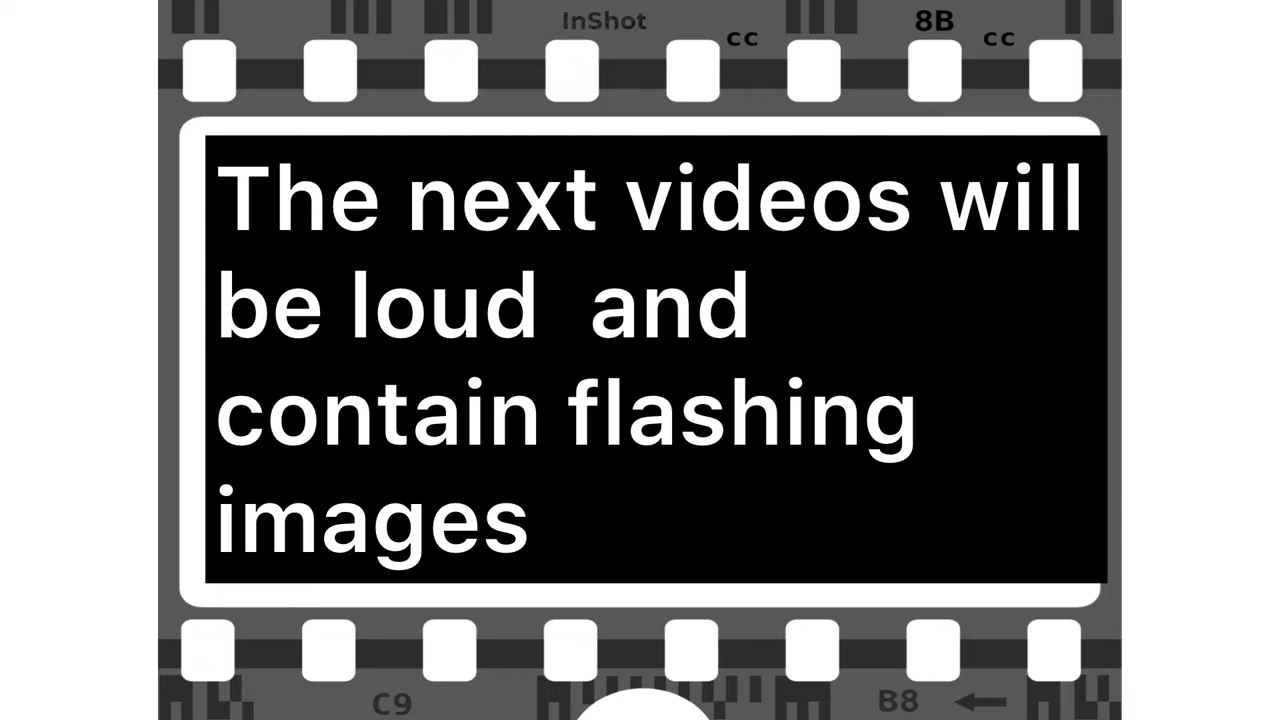 InShot
8B
cc
cc
The next videos will
be loud  and
contain flashing
images
C9
B8